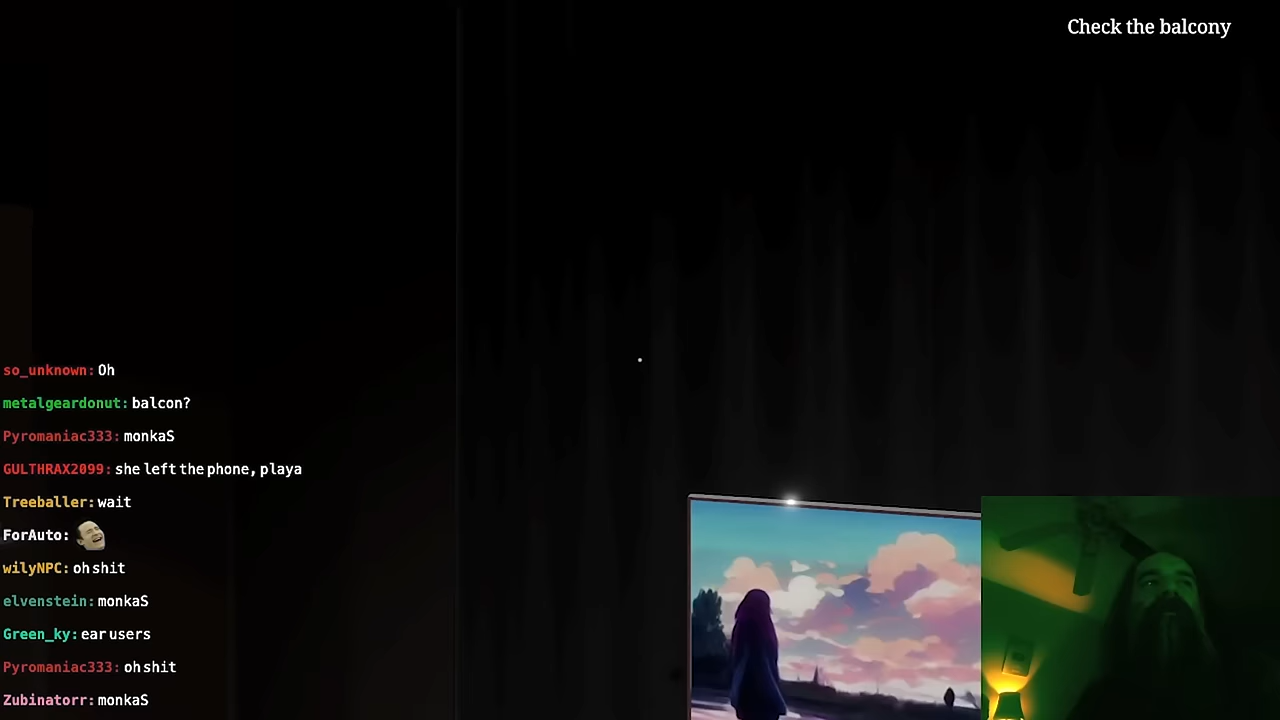 Check the balcony
so_unknown: Oh
metalgeardonut: balcon?
Pyromaniac333: monkaS
GULTHRAX2099: she left the phone, playa
Treeballer: wait
ForAuto:
wilyNPC: oh shit
elvenstein: monkaS
Green_ky: ear users
Pyromaniac333: oh shit
Zubinatorr: monkaS